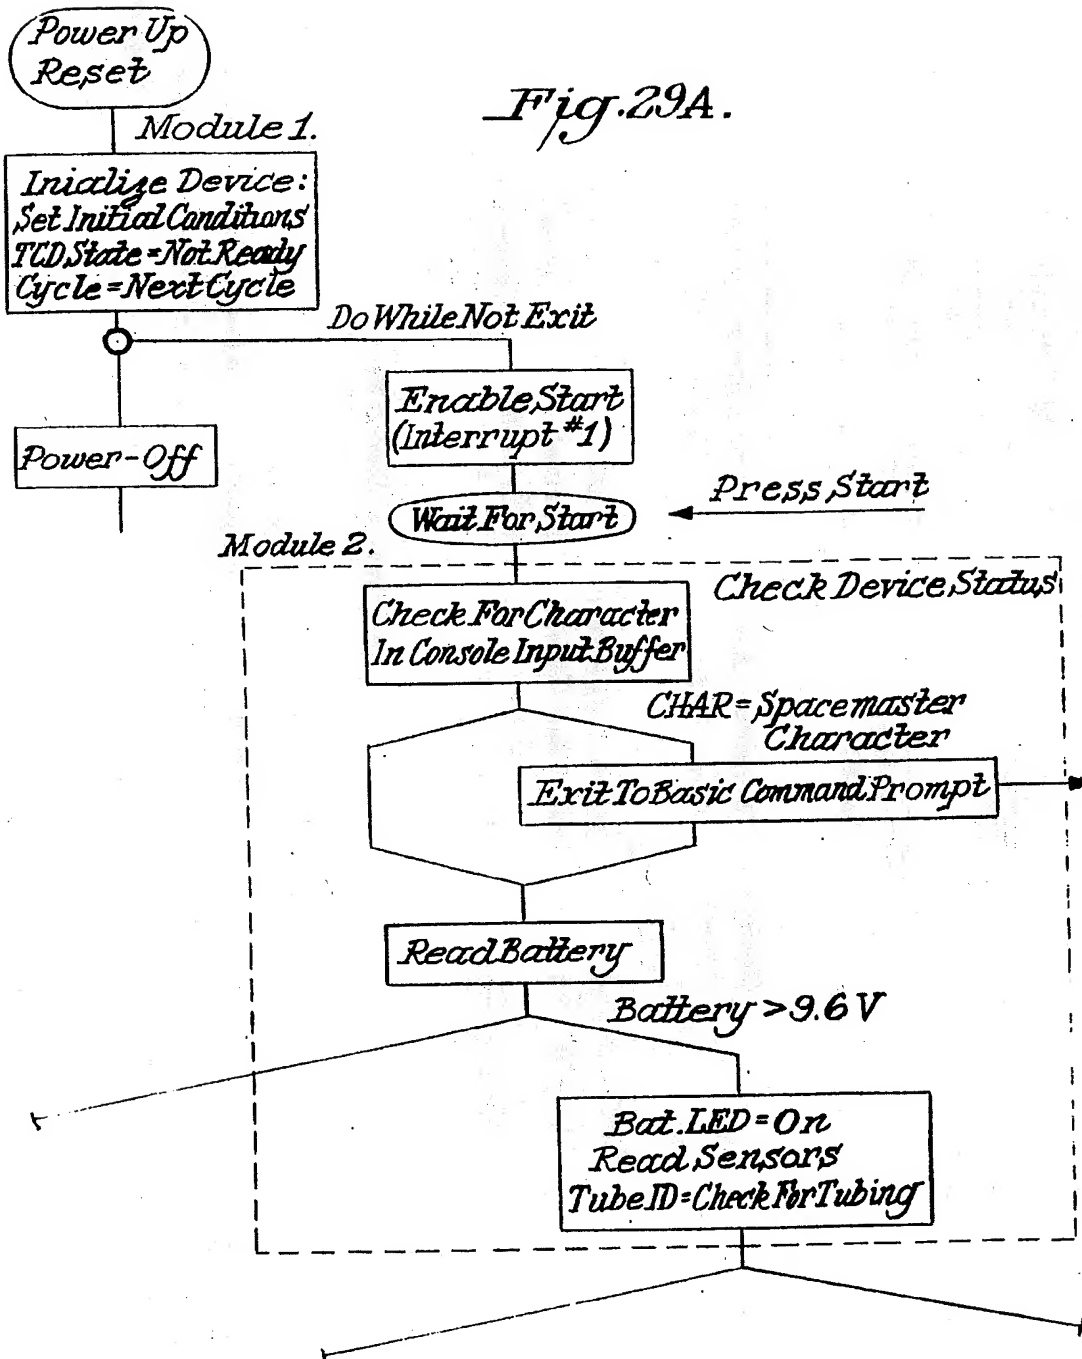 Power Up
Reset
Fig. 29A.
Module 1.
Inialize Device:
Set Initial Conditions
TCD State = Not Ready
Cycle = Next Cycle
Do While Not Exit
Enable Start
(Interrupt #1)
Power-Off
Press Start
Wait For Start
Module 2.
Check Device Status
Check For Character
In Console Input Buffer
CHAR = Spacemaster
Character
Exit To Basic Command Prompt
Read Battery
Battery > 9.6 V
Bat. LED = On
Read Sensors
Tube ID = Check For Tubing